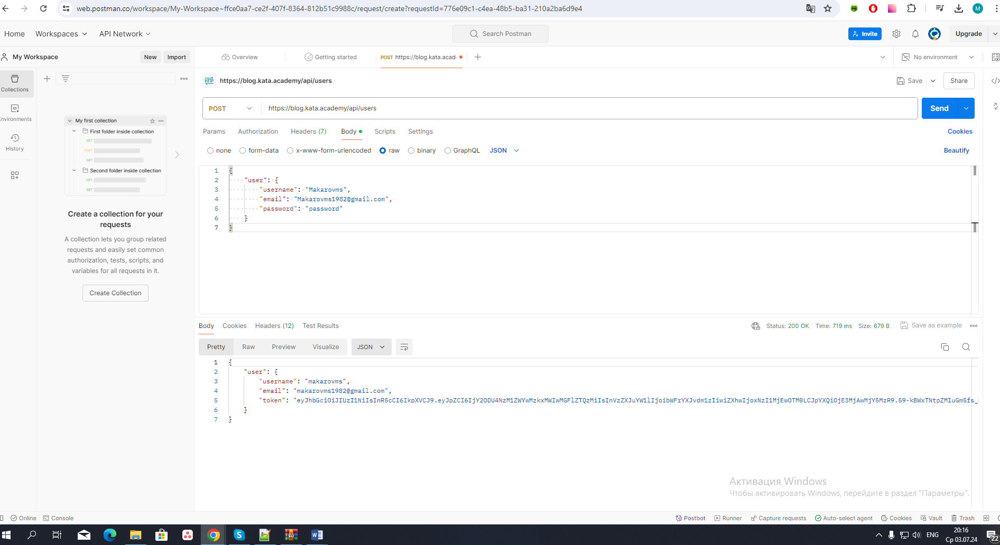 web.postman.co/workspace/My-Workspace~ffce0aa7-ce2f-407f-8364-812b51c9988c/request/create?requestId=776e09c1-c4ea-48b5-ba31-210a2ba6d9e4
M
Home Workspaces API Network
Search Postman
Invite Upgrade
My Workspace New Import
Overview Getting started POST https://blog.kata.acad
No environment
Collections
Environments
History
My first collection
First folder inside collection
GET
POST
GET
Second folder inside collection
GET
GET
Create a collection for your
requests
A collection lets you group related
requests and easily set common
authorization, tests, scripts, and
variables for all requests in it.
Create Collection
HTTP https://blog.kata.academy/api/users
Save Share
POST https://blog.kata.academy/api/users Send
Params Authorization Headers (7) Body Scripts Settings Cookies
none form-data x-www-form-urlencoded raw binary GraphQL JSON Beautify
1 {
2 "user": {
3 "username": "Makarovms",
4 "email": "Makarovms1982@gmail.com",
5 "password": "password"
6 }
7 }
Body Cookies Headers (12) Test Results
Status: 200 OK Time: 719 ms Size: 679 B Save as example
Pretty Raw Preview Visualize JSON
1 {
2 "user": {
3 "username": "makarovms",
4 "email": "makarovms1982@gmail.com",
5 "token":
6 }
7 }
Активация Windows
Чтобы активировать Windows, перейдите в раздел "Параметры".
Online Console
Postbot Runner Capture requests Auto-select agent Cookies Vault Trash
ENG
20:16
Ср 03.07.24
22